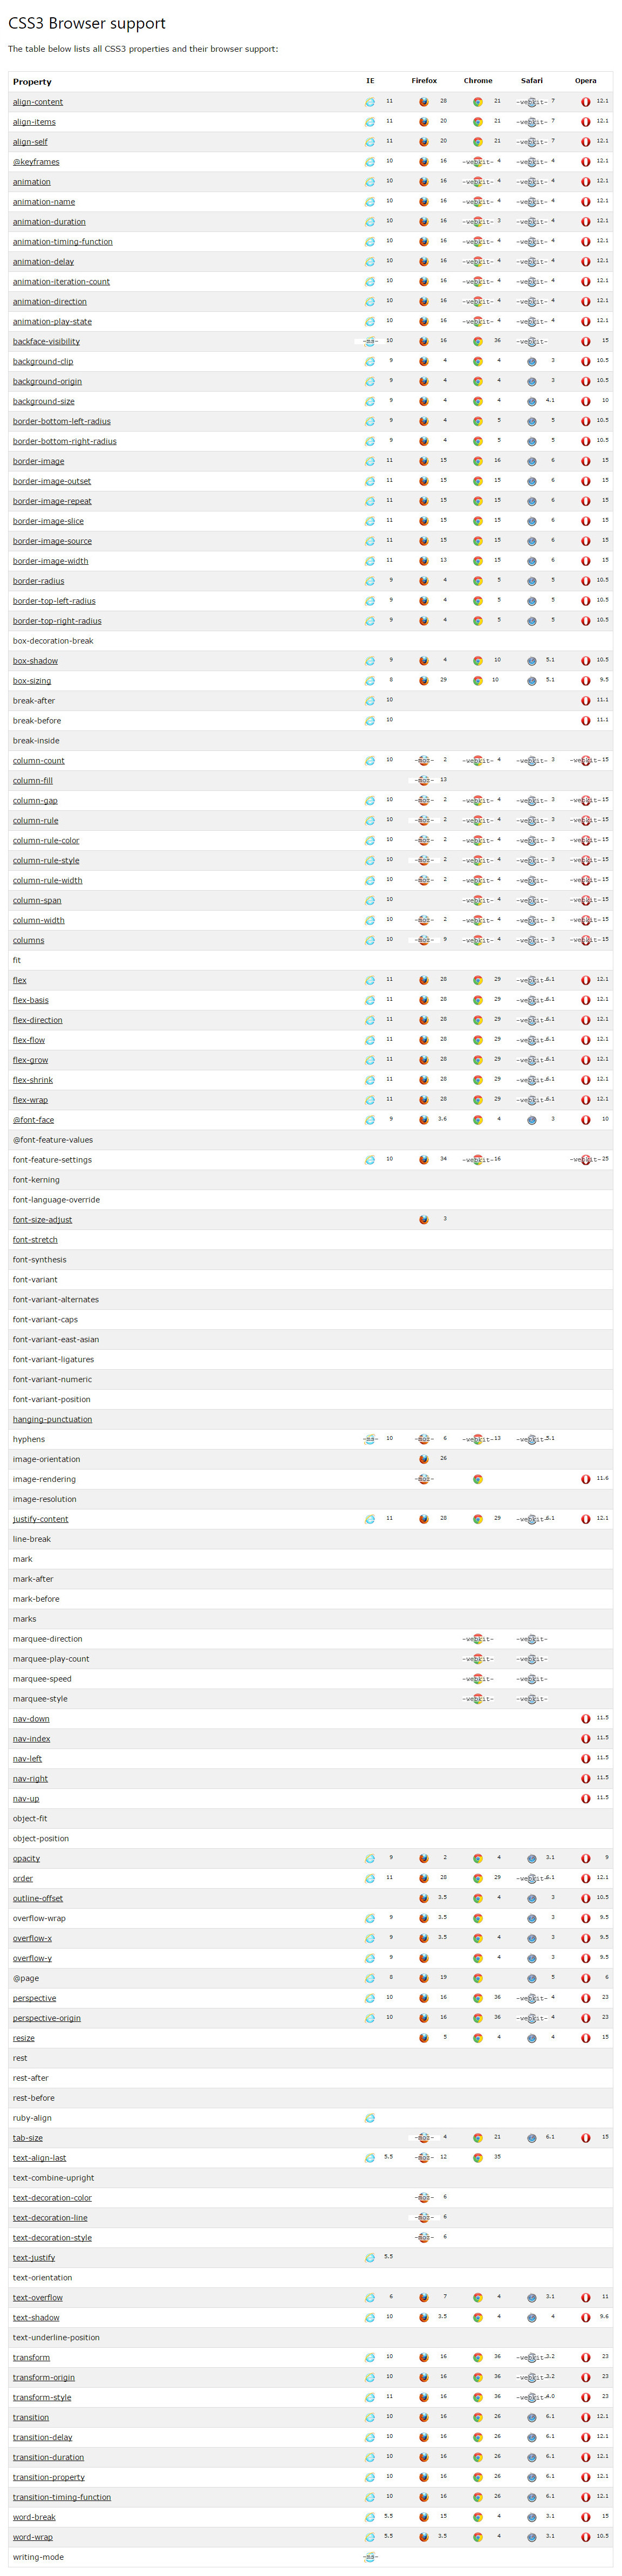 CSS3 Browser support
The table below lists all CSS3 properties and their browser support:
Property IE Firefox Chrome Safari Opera
align-content 11 28 21 -webkit- 7 12.1
align-items 11 20 21 -webkit- 7 12.1
align-self 11 20 21 -webkit- 7 12.1
@keyframes 10 16 -webkit- 4 -webkit- 4 12.1
animation 10 16 -webkit- 4 -webkit- 4 12.1
animation-name 10 16 -webkit- 4 -webkit- 4 12.1
animation-duration 10 16 -webkit- 3 -webkit- 4 12.1
animation-timing-function 10 16 -webkit- 4 -webkit- 4 12.1
animation-delay 10 16 -webkit- 4 -webkit- 4 12.1
animation-iteration-count 10 16 -webkit- 4 -webkit- 4 12.1
animation-direction 10 16 -webkit- 4 -webkit- 4 12.1
animation-play-state 10 16 -webkit- 4 -webkit- 4 12.1
backface-visibility -ms- 10 16 36 -webkit- 15
background-clip 9 4 4 3 10.5
background-origin 9 4 4 3 10.5
background-size 9 4 4 4.1 10
border-bottom-left-radius 9 4 5 5 10.5
border-bottom-right-radius 9 4 5 5 10.5
border-image 11 15 16 6 15
border-image-outset 11 15 15 6 15
border-image-repeat 11 15 15 6 15
border-image-slice 11 15 15 6 15
border-image-source 11 15 15 6 15
border-image-width 11 13 15 6 15
border-radius 9 4 5 5 10.5
border-top-left-radius 9 4 5 5 10.5
border-top-right-radius 9 4 5 5 10.5
box-decoration-break
box-shadow 9 4 10 5.1 10.5
box-sizing 8 29 10 5.1 9.5
break-after 10 11.1
break-before 10 11.1
break-inside
column-count 10 -moz- 2 -webkit- 4 -webkit- 3 -webkit- 15
column-fill -moz- 13
column-gap 10 -moz- 2 -webkit- 4 -webkit- 3 -webkit- 15
column-rule 10 -moz- 2 -webkit- 4 -webkit- 3 -webkit- 15
column-rule-color 10 -moz- 2 -webkit- 4 -webkit- 3 -webkit- 15
column-rule-style 10 -moz- 2 -webkit- 4 -webkit- 3 -webkit- 15
column-rule-width 10 -moz- 2 -webkit- 4 -webkit- -webkit- 15
column-span 10 -webkit- 4 -webkit- -webkit- 15
column-width 10 -moz- 2 -webkit- 4 -webkit- 3 -webkit- 15
columns 10 -moz- 9 -webkit- 4 -webkit- 3 -webkit- 15
fit
flex 11 28 29 -webkit- 6.1 12.1
flex-basis 11 28 29 -webkit- 6.1 12.1
flex-direction 11 28 29 -webkit- 6.1 12.1
flex-flow 11 28 29 -webkit- 6.1 12.1
flex-grow 11 28 29 -webkit- 6.1 12.1
flex-shrink 11 28 29 -webkit- 6.1 12.1
flex-wrap 11 28 29 -webkit- 6.1 12.1
@font-face 9 3.6 4 3 10
@font-feature-values
font-feature-settings 10 34 -webkit- 16 -webkit- 25
font-kerning
font-language-override
font-size-adjust 3
font-stretch
font-synthesis
font-variant
font-variant-alternates
font-variant-caps
font-variant-east-asian
font-variant-ligatures
font-variant-numeric
font-variant-position
hanging-punctuation
hyphens -ms- 10 -moz- 6 -webkit- 13 -webkit- 5.1
image-orientation 26
image-rendering -moz- 11.6
image-resolution
justify-content 11 28 29 -webkit- 6.1 12.1
line-break
mark
mark-after
mark-before
marks
marquee-direction -webkit- -webkit-
marquee-play-count -webkit- -webkit-
marquee-speed -webkit- -webkit-
marquee-style -webkit- -webkit-
nav-down 11.5
nav-index 11.5
nav-left 11.5
nav-right 11.5
nav-up 11.5
object-fit
object-position
opacity 9 2 4 3.1 9
order 11 28 29 -webkit- 6.1 12.1
outline-offset 3.5 4 3 10.5
overflow-wrap 9 3.5 3 9.5
overflow-x 9 3.5 4 3 9.5
overflow-y 9 4 3 9.5
@page 8 19 5 6
perspective 10 16 36 -webkit- 4 23
perspective-origin 10 16 36 -webkit- 4 23
resize 5 4 4 15
rest
rest-after
rest-before
ruby-align
tab-size -moz- 4 21 6.1 15
text-align-last 5.5 -moz- 12 35
text-combine-upright
text-decoration-color -moz- 6
text-decoration-line -moz- 6
text-decoration-style -moz- 6
text-justify 5.5
text-orientation
text-overflow 6 7 4 3.1 11
text-shadow 10 3.5 4 4 9.6
text-underline-position
transform 10 16 36 -webkit- 3.2 23
transform-origin 10 16 36 -webkit- 3.2 23
transform-style 11 16 36 -webkit- 4.0 23
transition 10 16 26 6.1 12.1
transition-delay 10 16 26 6.1 12.1
transition-duration 10 16 26 6.1 12.1
transition-property 10 16 26 6.1 12.1
transition-timing-function 10 16 26 6.1 12.1
word-break 5.5 15 4 3.1 15
word-wrap 5.5 3.5 4 3.1 10.5
writing-mode -ms-